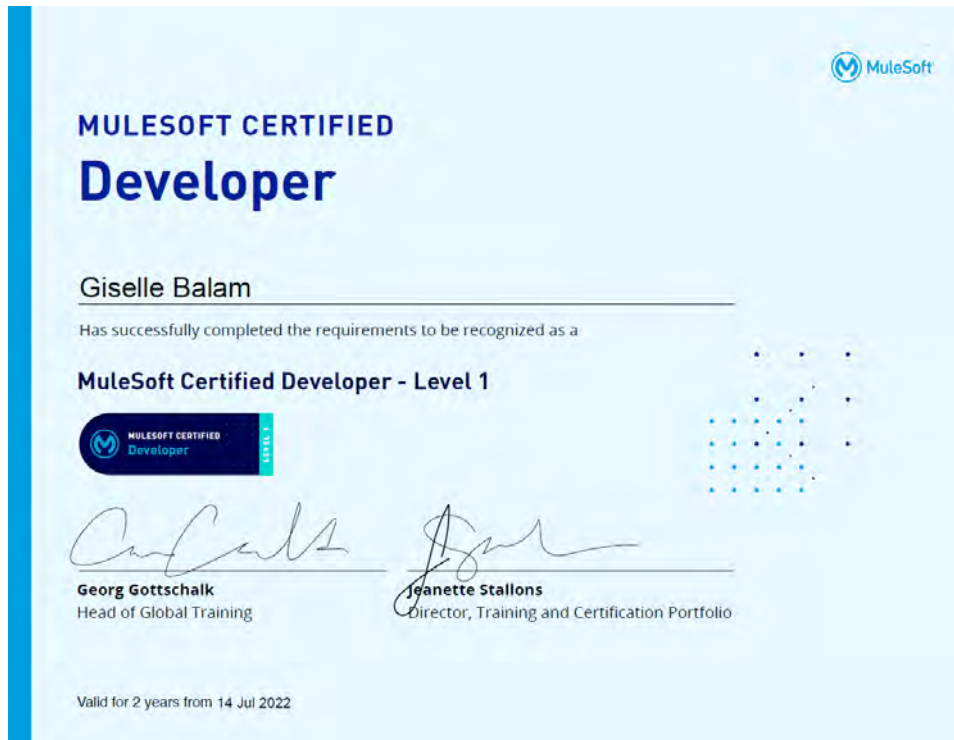 MuleSoft
MULESOFT CERTIFIED
Developer
Giselle Balam
Has successfully completed the requirements to be recognized as a
MuleSoft Certified Developer - Level 1
MULESOFT CERTIFIED
Developer
LEVEL 1
Georg Gottschalk
Head of Global Training
Jeanette Stallons
Director, Training and Certification Portfolio
Valid for 2 years from 14 Jul 2022